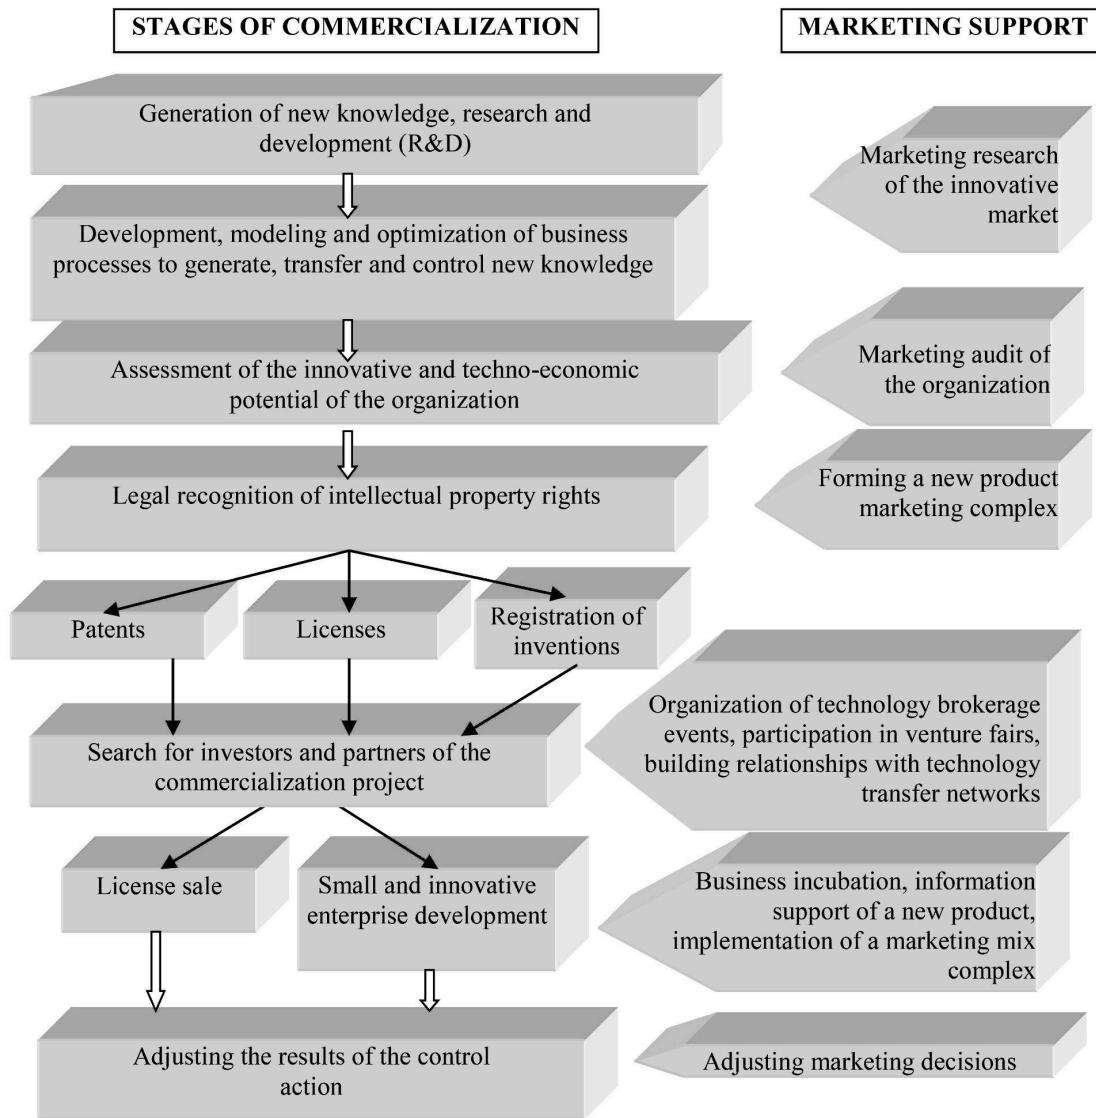 STAGES OF COMMERCIALIZATION
MARKETING SUPPORT
Generation of new knowledge, research and
development (R&D)
Marketing research
of the innovative
market
Development, modeling and optimization of business
processes to generate, transfer and control new knowledge
Marketing audit of
the organization
Assessment of the innovative and techno-economic
potential of the organization
Forming a new product
marketing complex
Legal recognition of intellectual property rights
Patents
Licenses
Registration of
inventions
Organization of technology brokerage
events, participation in venture fairs,
building relationships with technology
transfer networks
Search for investors and partners of the
commercialization project
License sale
Small and innovative
enterprise development
Business incubation, information
support of a new product,
implementation of a marketing mix
complex
Adjusting the results of the control
action
Adjusting marketing decisions